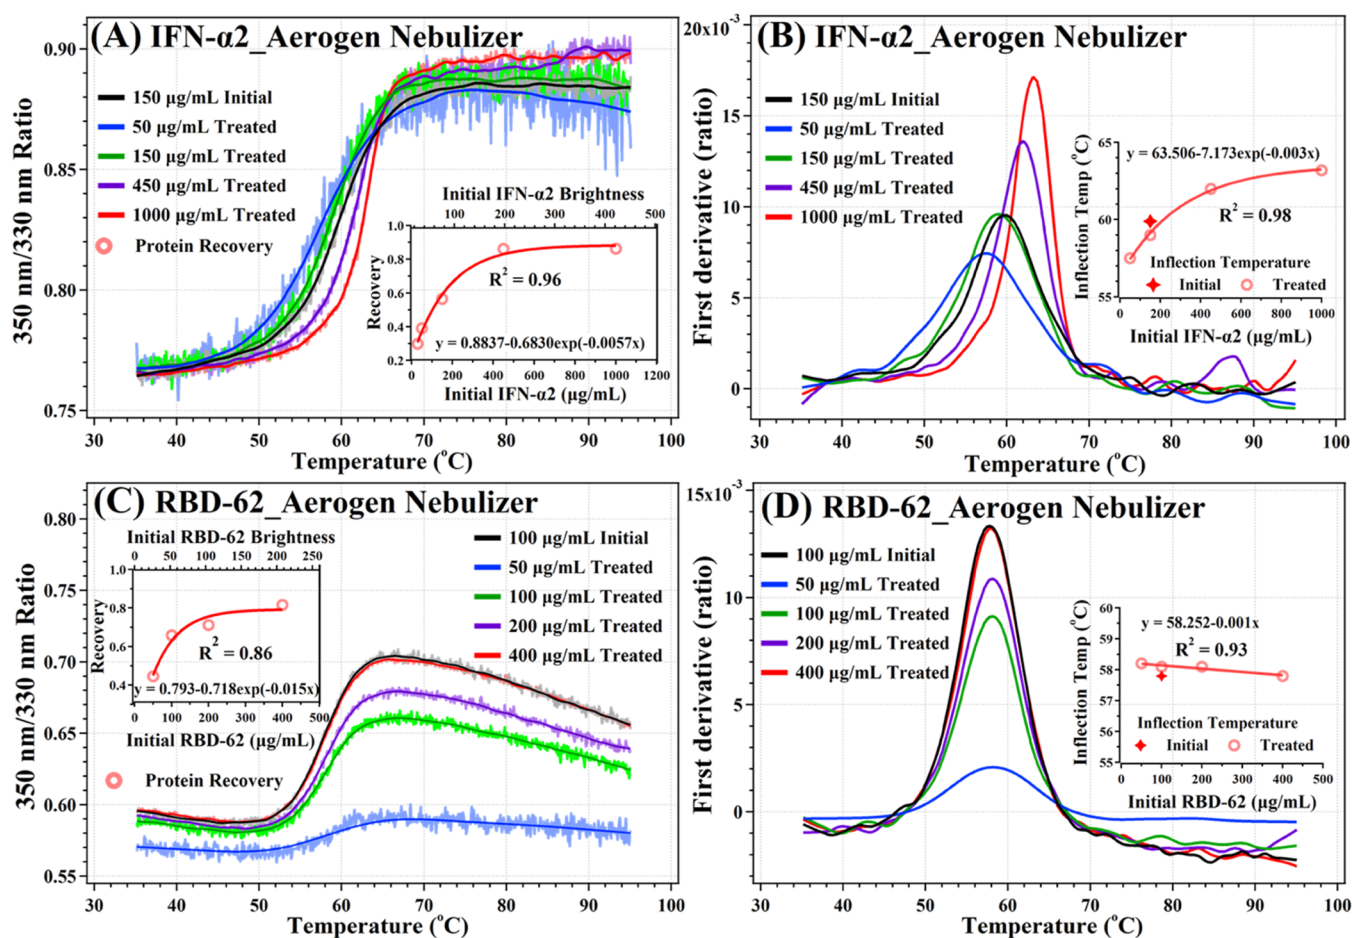 (A) IFN-α2_Aerogen Nebulizer
350 nm/330 nm Ratio
0.90
0.85
0.80
0.75
150 µg/mL Initial
50 µg/mL Treated
150 µg/mL Treated
450 µg/mL Treated
1000 µg/mL Treated
Protein Recovery
Initial IFN-α2 Brightness
100 200 300 400 500
Recovery
1.0
0.8
0.6
0.4
0.2
R² = 0.96
y = 0.8837-0.6830exp(-0.0057x)
0 200 400 600 800 1000 1200
Initial IFN-α2 (µg/mL)
30 40 50 60 70 80 90 100
Temperature (°C)
(B) IFN-α2_Aerogen Nebulizer
First derivative (ratio)
20x10⁻³
15
10
5
0
150 µg/mL Initial
50 µg/mL Treated
150 µg/mL Treated
450 µg/mL Treated
1000 µg/mL Treated
Inflection Temp (°C)
65
60
55
y = 63.506-7.173exp(-0.003x)
R² = 0.98
Inflection Temperature
Initial Treated
0 200 400 600 800 1000
Initial IFN-α2 (µg/mL)
30 40 50 60 70 80 90 100
Temperature (°C)
(C) RBD-62_Aerogen Nebulizer
350 nm/330 nm Ratio
0.80
0.75
0.70
0.65
0.60
0.55
Initial RBD-62 Brightness
0 50 100 150 200 250
Recovery
1.0
0.8
0.6
0.4
R² = 0.86
y = 0.793-0.718exp(-0.015x)
0 100 200 300 400 500
Initial RBD-62 (µg/mL)
Protein Recovery
100 µg/mL Initial
50 µg/mL Treated
100 µg/mL Treated
200 µg/mL Treated
400 µg/mL Treated
30 40 50 60 70 80 90 100
Temperature (°C)
(D) RBD-62_Aerogen Nebulizer
First derivative (ratio)
15x10⁻³
10
5
0
100 µg/mL Initial
50 µg/mL Treated
100 µg/mL Treated
200 µg/mL Treated
400 µg/mL Treated
Inflection Temp (°C)
60
59
58
57
56
55
y = 58.252-0.001x
R² = 0.93
Inflection Temperature
Initial Treated
0 100 200 300 400 500
Initial RBD-62 (µg/mL)
30 40 50 60 70 80 90 100
Temperature (°C)